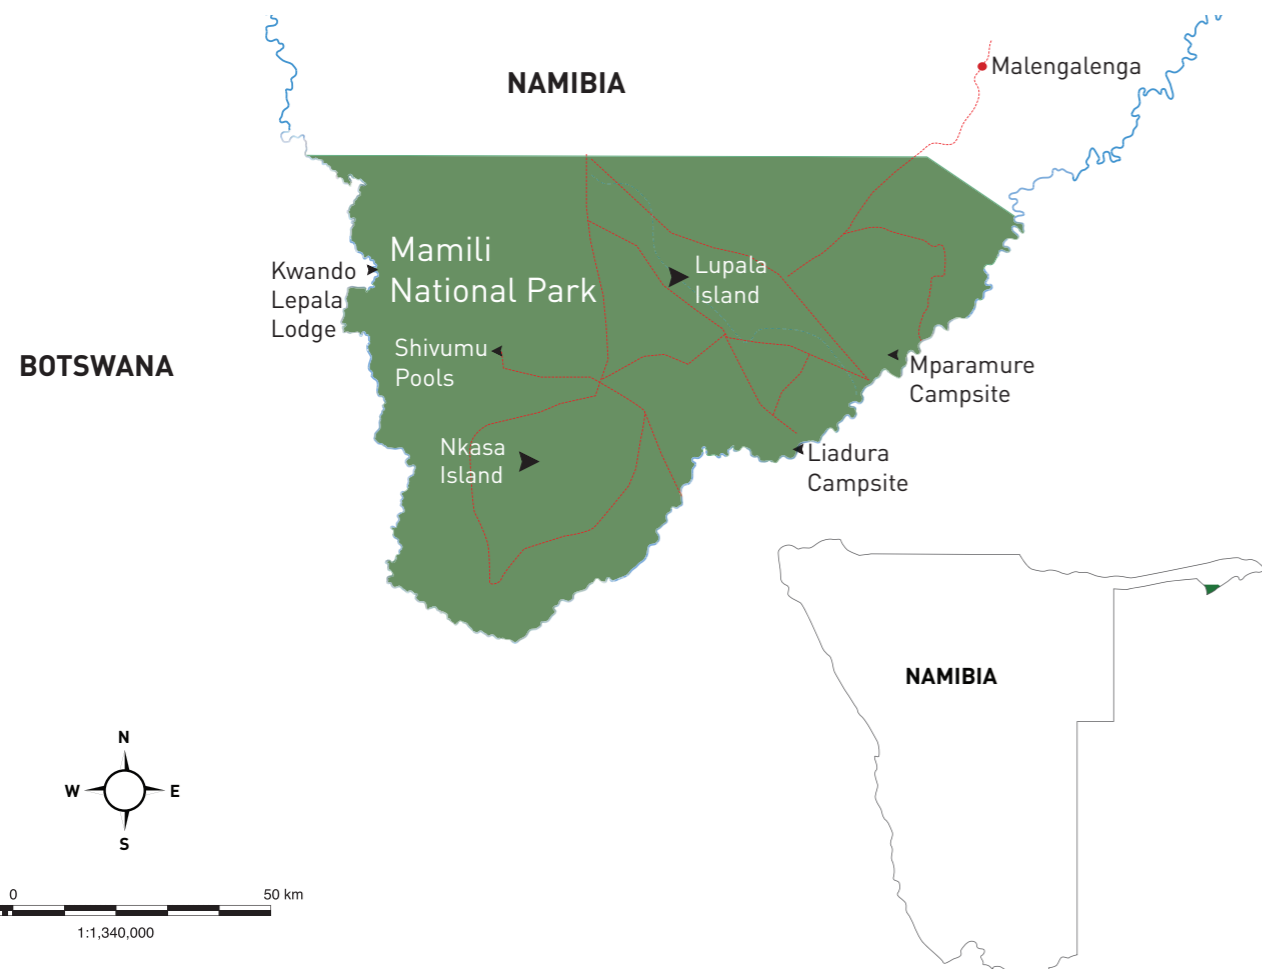 NAMIBIA
Malengalenga
Mamili
National Park
Lupala
Island
Kwando
Lepala
Lodge
Shivumu
Pools
BOTSWANA
Mparamure
Campsite
Nkasa
Island
Liadura
Campsite
NAMIBIA
N
W E
S
0 50 km
1:1,340,000